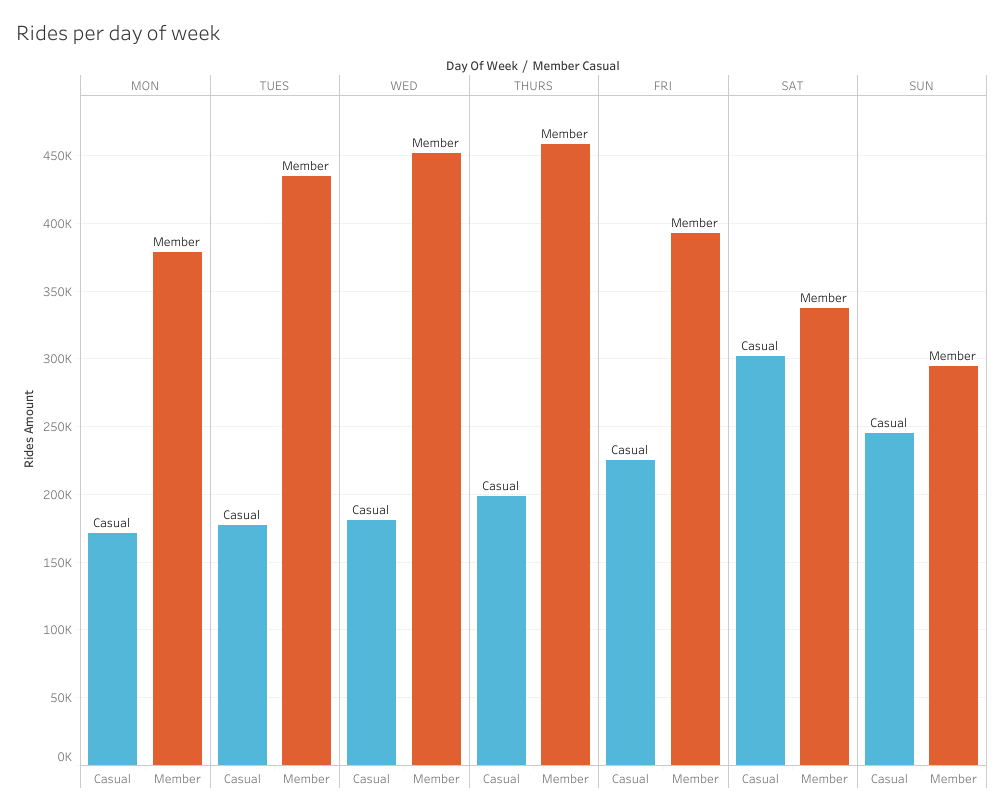 Rides per day of week
Day Of Week / Member Casual
MON TUES WED THURS FRI SAT SUN
Member
Member
Member
Member
450K
Member
400K
Member
350K
Member
Casual
300K
Member
Casual
250K
Casual
Casual
200K
Casual
Casual
Casual
150K
100K
50K
0K
Rides Amount
Casual Member Casual Member Casual Member Casual Member Casual Member Casual Member Casual Member